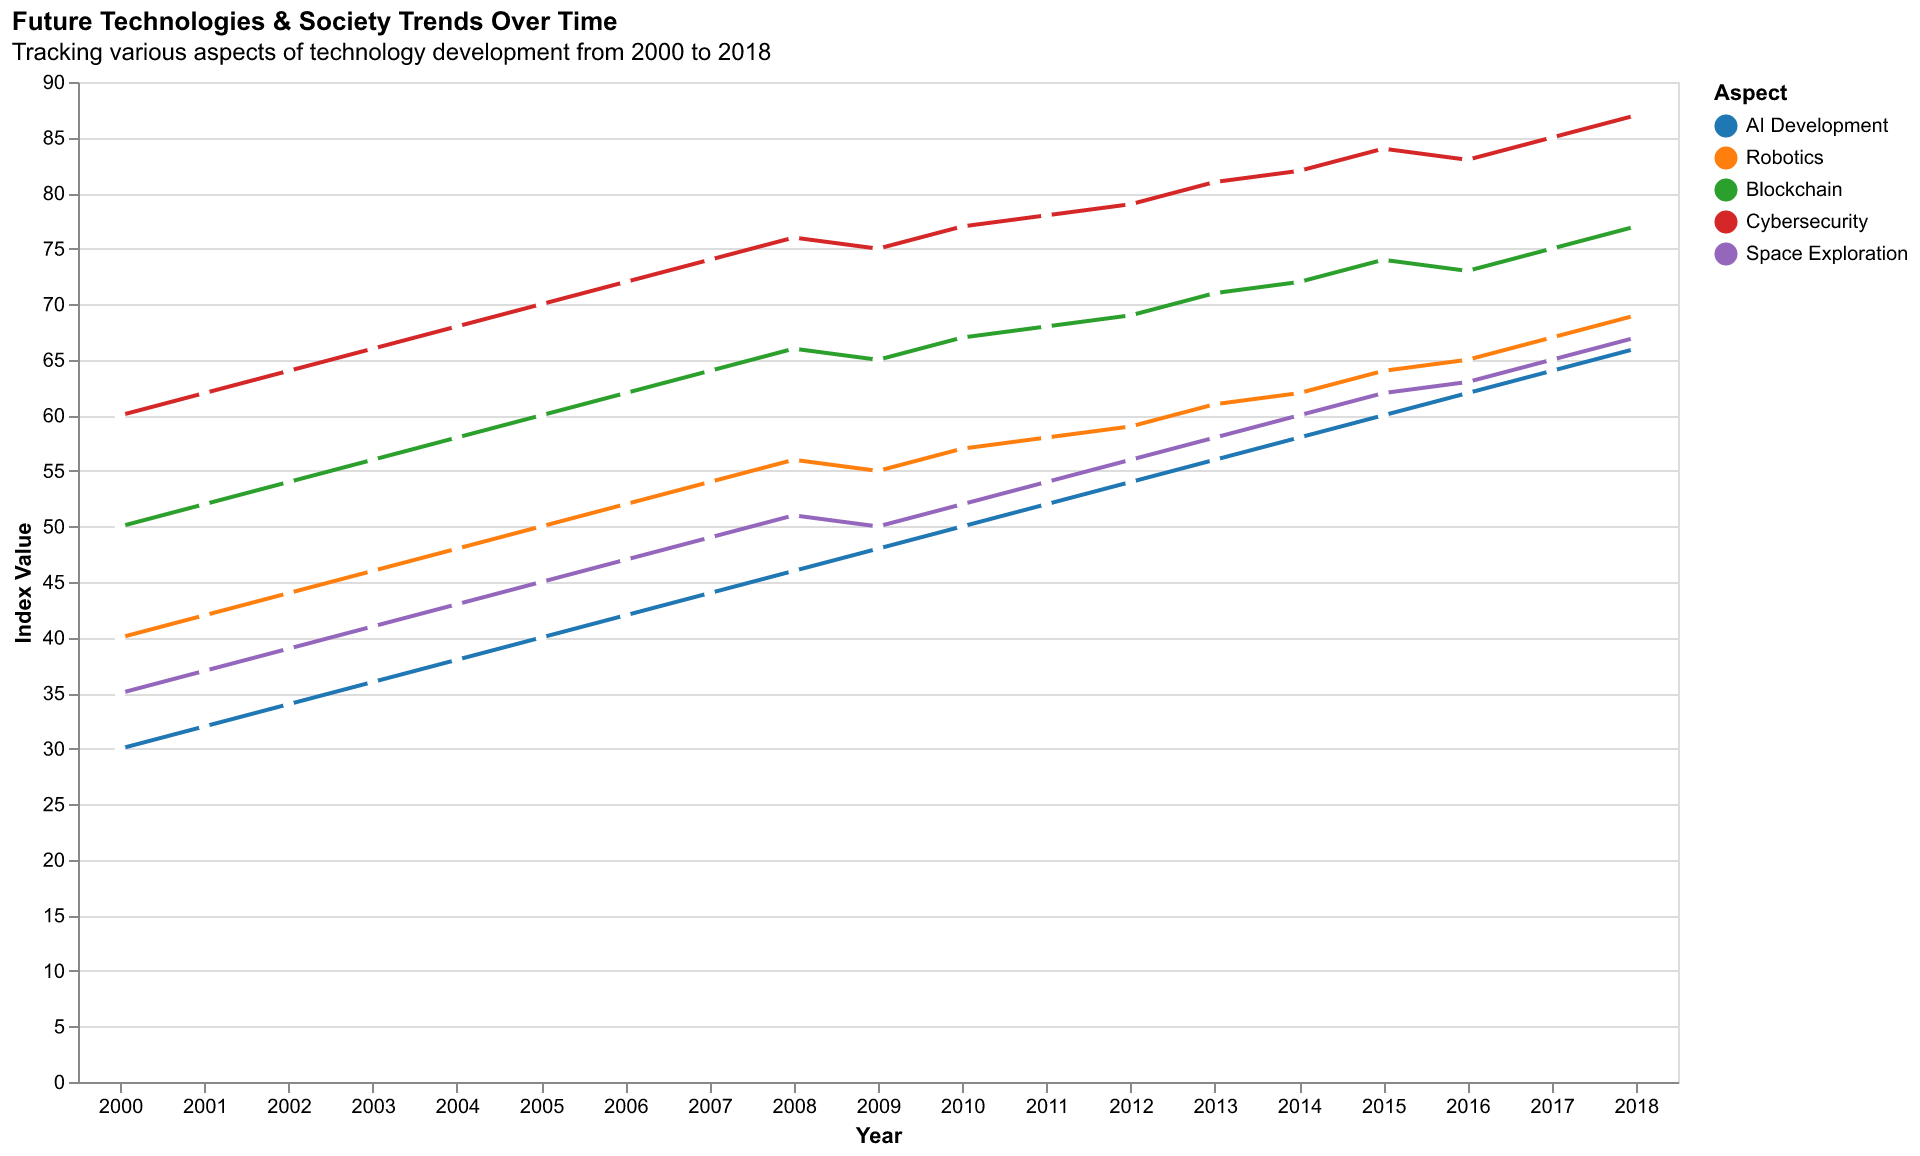 Future Technologies & Society Trends Over Time
Tracking various aspects of technology development from 2000 to 2018
90
85
80
75
70
65
60
55
50
45
40
35
30
25
20
15
10
5
0
Index Value
2000 2001 2002 2003 2004 2005 2006 2007 2008 2009 2010 2011 2012 2013 2014 2015 2016 2017 2018
Year
Aspect
AI Development
Robotics
Blockchain
Cybersecurity
Space Exploration